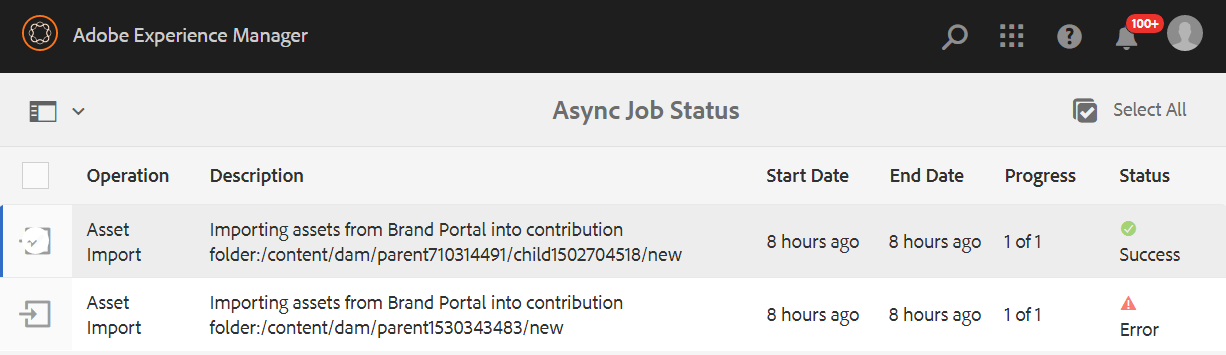 Adobe Experience Manager
100+
Async Job Status
Select All
Operation Description Start Date End Date Progress Status
Asset Import
Importing assets from Brand Portal into contribution
folder:/content/dam/parent710314491/child1502704518/new
8 hours ago 8 hours ago 1 of 1
Success
Asset Import
Importing assets from Brand Portal into contribution
folder:/content/dam/parent1530343483/new
8 hours ago 8 hours ago 1 of 1
Error